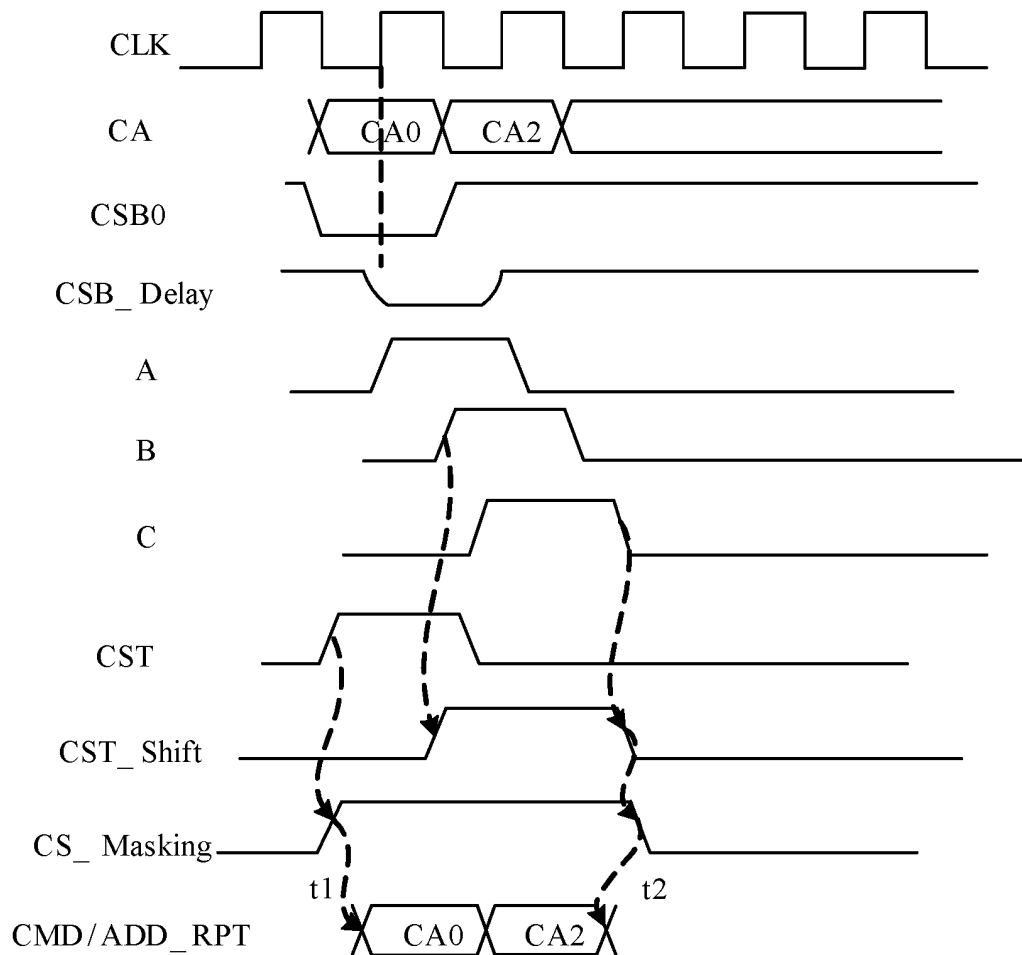 CLK
CA
CA0 CA2
CSB0
CSB_ Delay
A
B
C
CST
CST_ Shift
CS_ Masking
t1 t2
CMD/ADD_RPT
CA0 CA2